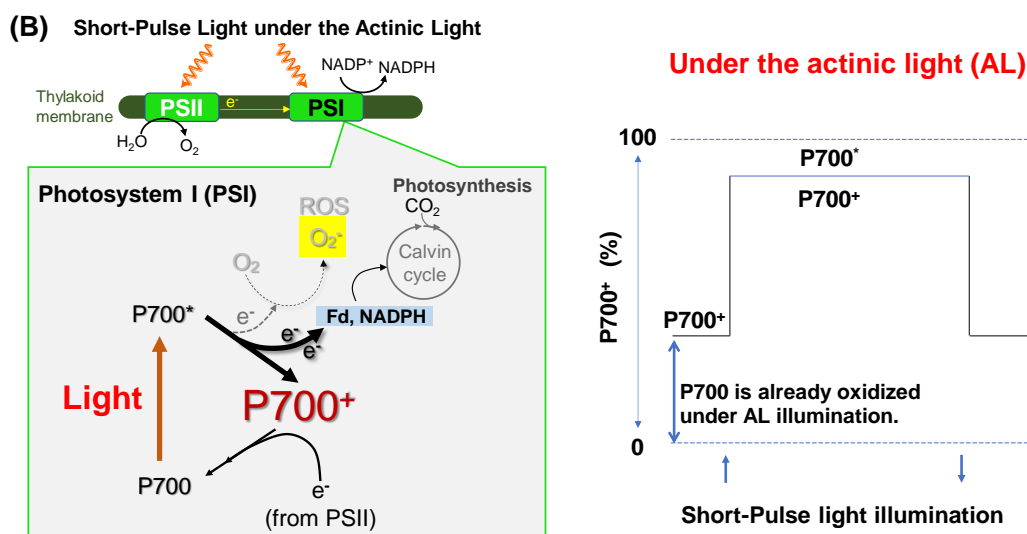 (B)
Short-Pulse Light under the Actinic Light
NADP⁺
NADPH
Thylakoid
membrane
PSII
e⁻
PSI
H₂O
O₂
Photosystem I (PSI)
Photosynthesis
CO₂
ROS
O₂⁻
Calvin
cycle
O₂
P700*
e⁻
Fd, NADPH
e⁻
e⁻
Light
P700⁺
P700
e⁻
(from PSII)
Under the actinic light (AL)
100
P700*
P700⁺
P700⁺ (%)
P700⁺
P700 is already oxidized
under AL illumination.
0
Short-Pulse light illumination